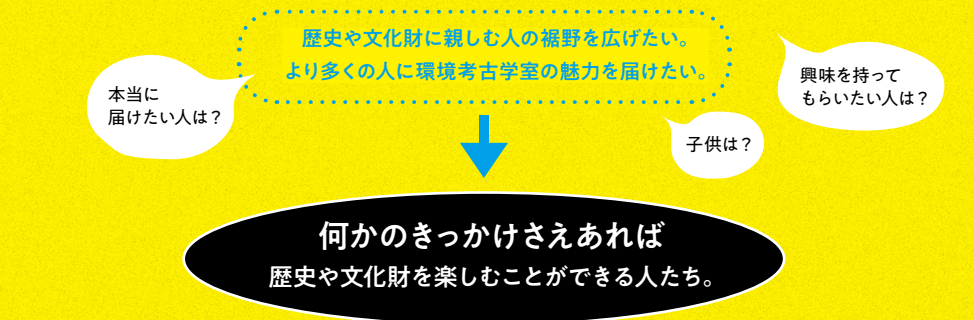 歴史や文化財に親しむ人の裾野を広げたい。
より多くの人に環境考古学室の魅力を届けたい。
本当に
届けたい人は？
興味を持って
もらいたい人は？
子供は？
何かのきっかけさえあれば
歴史や文化財を楽しむことができる人たち。